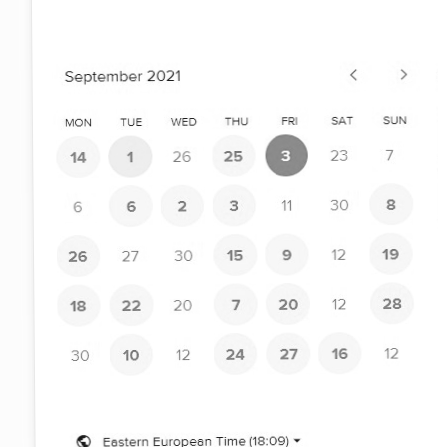 September 2021
MON TUE WED THU FRI SAT SUN
14 1 26 25 3 23 7
6 6 2 3 11 30 8
26 27 30 15 9 12 19
18 22 20 7 20 12 28
30 10 12 24 27 16 12
Eastern European Time (18:09)